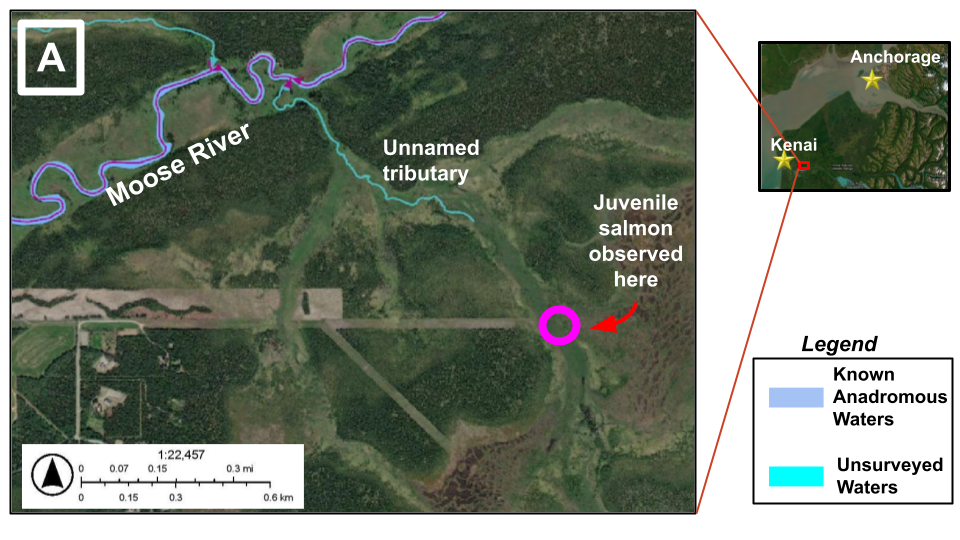 A
Moose River
Unnamed
tributary
Juvenile
salmon
observed
here
1:22,457
0 0.07 0.15 0.3 mi
0 0.15 0.3 0.6 km
Anchorage
Kenai
Legend
Known
Anadromous
Waters
Unsurveyed
Waters